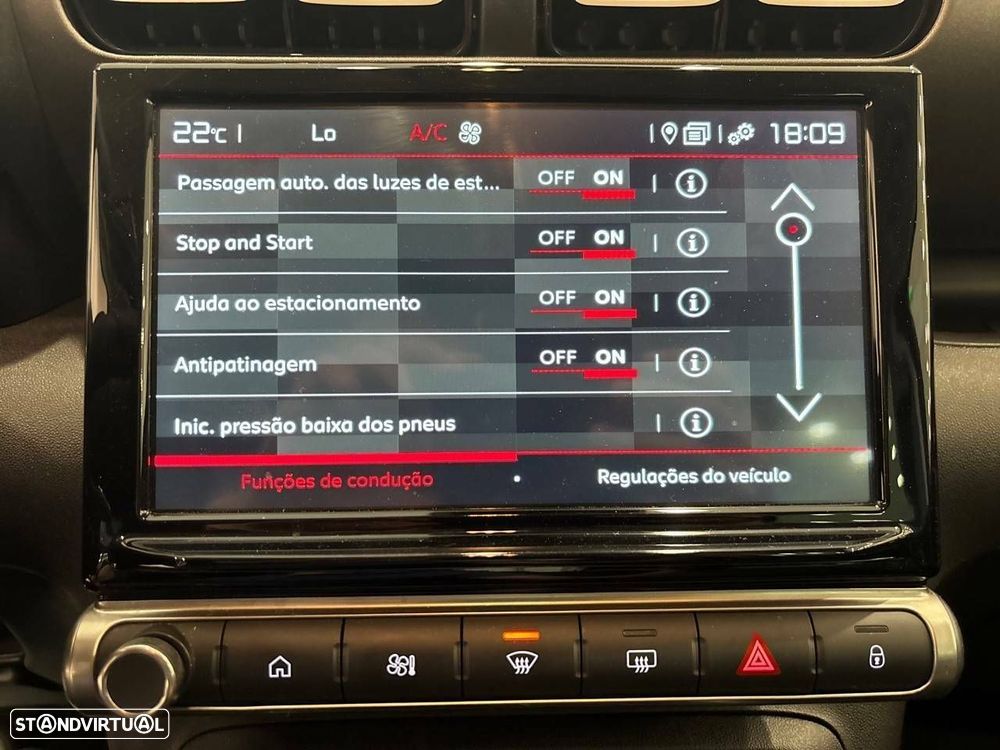 22°C Lo A/C 18:09
Passagem auto. das luzes de est... OFF ON
Stop and Start OFF ON
Ajuda ao estacionamento OFF ON
Antipatinagem OFF ON
Inic. pressão baixa dos pneus
Funções de condução Regulações do veículo
STANDVIRTUAL